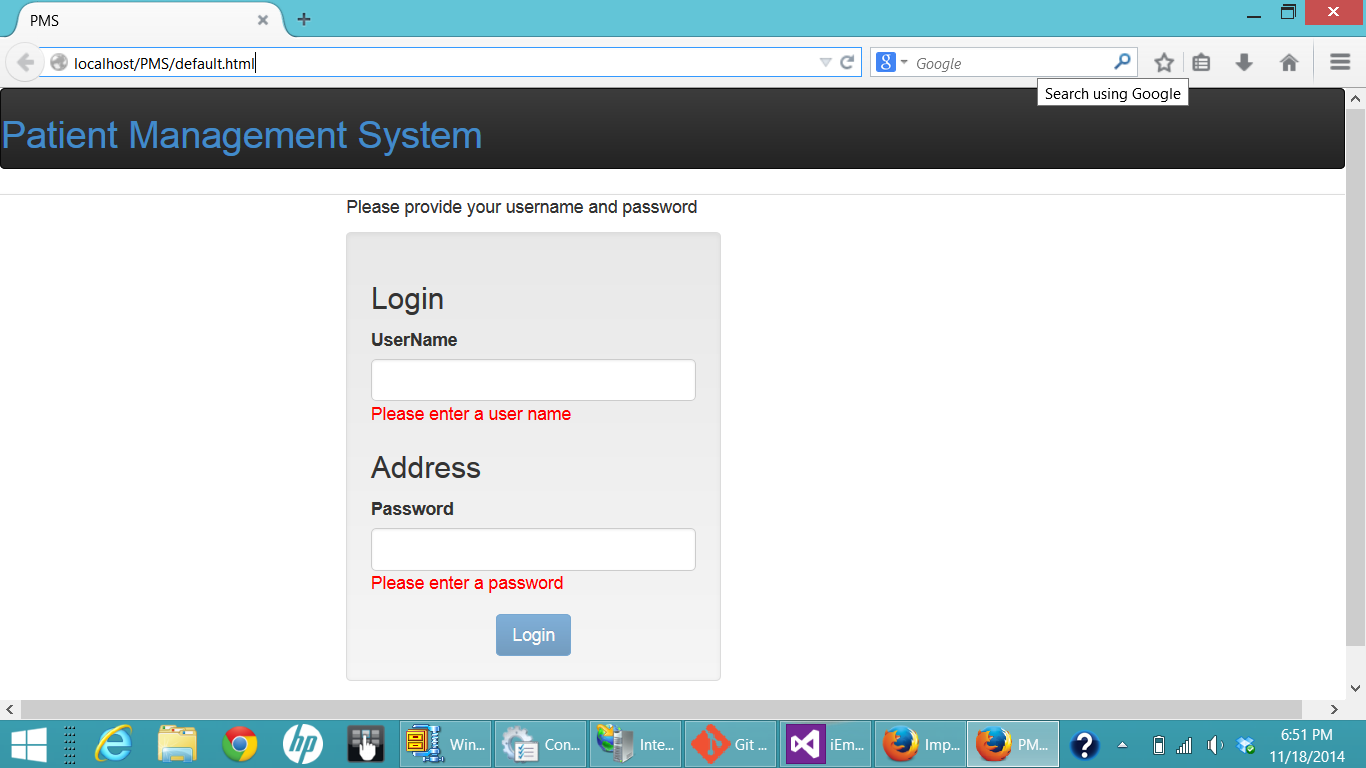 PMS
localhost/PMS/default.html
Google
Search using Google
Patient Management System
Please provide your username and password
Login
UserName
Please enter a user name
Address
Password
Please enter a password
Login
hp
Win...
Con...
Inte...
Git ...
iEm...
Imp...
PM...
6:51 PM
11/18/2014